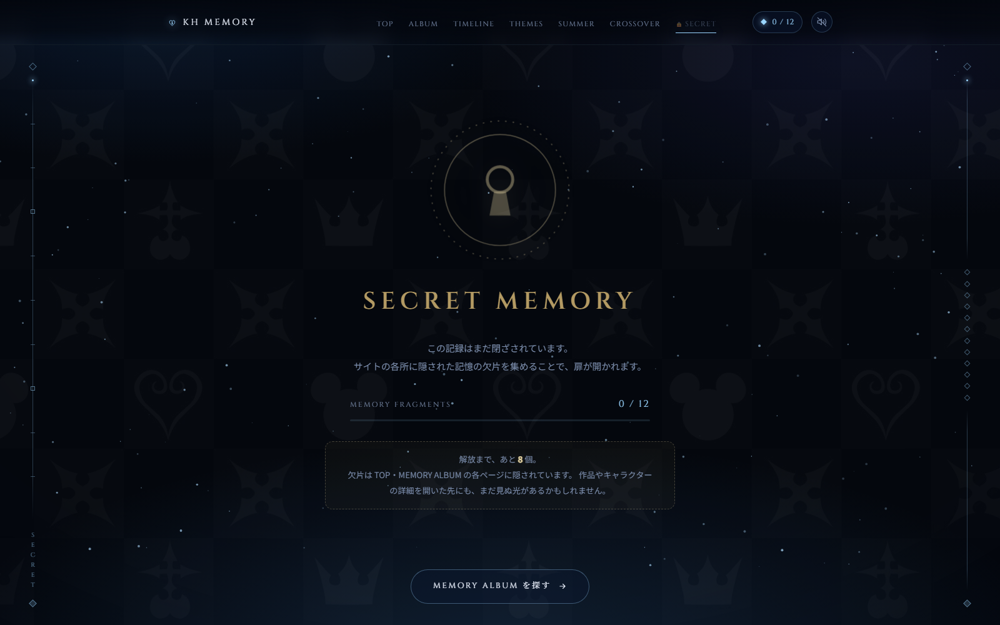 KH MEMORY
TOP
ALBUM
TIMELINE
THEMES
SUMMER
CROSSOVER
SECRET
0 / 12
SECRET MEMORY
この記録はまだ閉ざされています。
サイトの各所に隠された記憶の欠片を集めることで、扉が開かれます。
MEMORY FRAGMENTS
0 / 12
解放まで、あと 8 個。
欠片は TOP・MEMORY ALBUM の各ページに隠されています。 作品やキャラクター
の詳細を開いた先にも、まだ見ぬ光があるかもしれません。
SECRET
MEMORY ALBUM を探す →